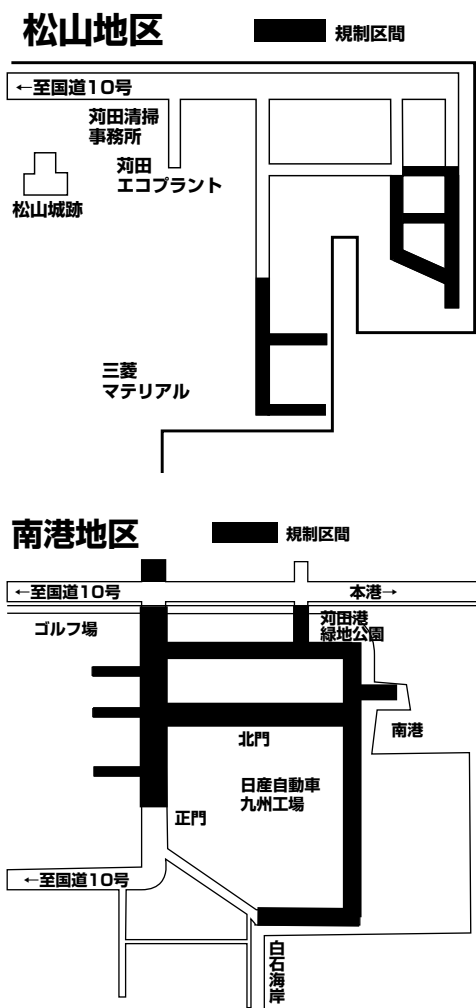 松山地区
規制区間
←至国道10号
苅田清掃
事務所
苅田
エコプラント
松山城跡
三菱
マテリアル
南港地区
規制区間
←至国道10号
本港→
ゴルフ場
苅田港
緑地公園
南港
北門
日産自動車
九州工場
正門
←至国道10号
白石海岸